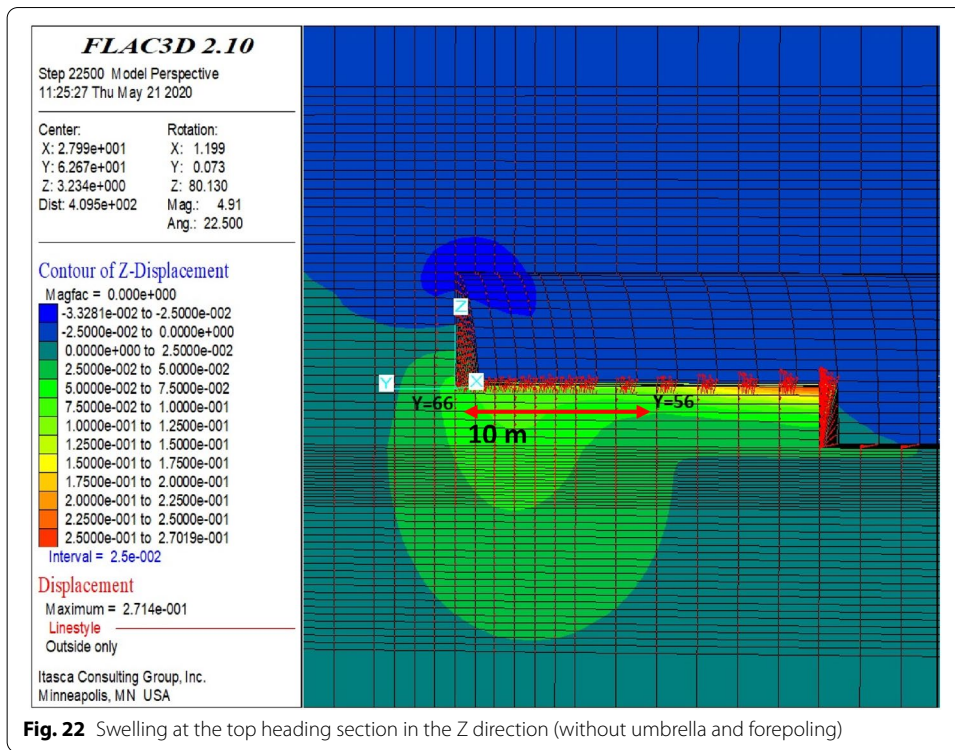 FLAC3D 2.10
Step 22500 Model Perspective
11:25:27 Thu May 21 2020
Center: Rotation:
X: 2.799e+001 X: 1.199
Y: 6.267e+001 Y: 0.073
Z: 3.234e+000 Z: 80.130
Dist: 4.095e+002 Mag.: 4.91
Ang.: 22.500
Contour of Z-Displacement
Magfac = 0.000e+000
-3.3281e-002 to -2.5000e-002
-2.5000e-002 to 0.0000e+000
0.0000e+000 to 2.5000e-002
2.5000e-002 to 5.0000e-002
5.0000e-002 to 7.5000e-002
7.5000e-002 to 1.0000e-001
1.0000e-001 to 1.2500e-001
1.2500e-001 to 1.5000e-001
1.5000e-001 to 1.7500e-001
1.7500e-001 to 2.0000e-001
2.0000e-001 to 2.2500e-001
2.2500e-001 to 2.5000e-001
2.5000e-001 to 2.7019e-001
Interval = 2.5e-002
Displacement
Maximum = 2.714e-001
Linestyle
Outside only
Itasca Consulting Group, Inc.
Minneapolis, MN USA
Z
Y
X
Y=66
Y=56
10 m
Fig. 22 Swelling at the top heading section in the Z direction (without umbrella and forepoling)